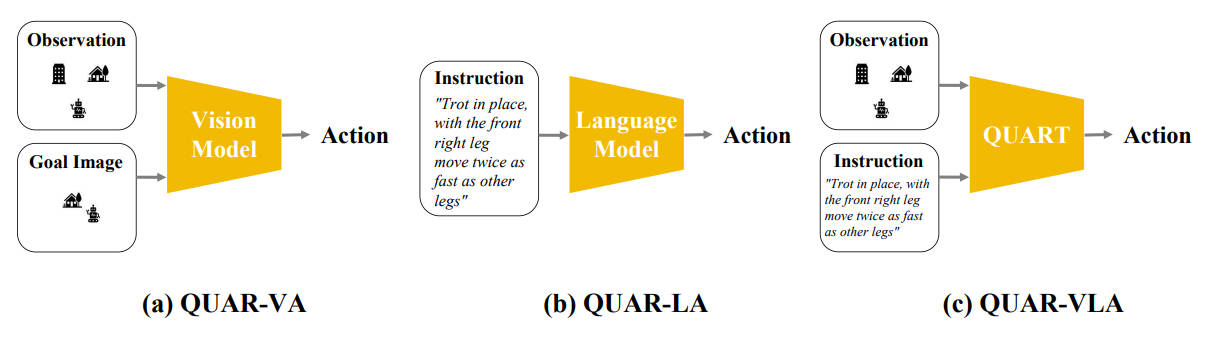 Observation
Goal Image
Vision
Model
Action
(a) QUAR-VA
Instruction
"Trot in place,
with the front
right leg
move twice as
fast as other
legs"
Language
Model
Action
(b) QUAR-LA
Observation
Instruction
"Trot in place, with
the front right leg
move twice as fast
as other legs"
QUART
Action
(c) QUAR-VLA